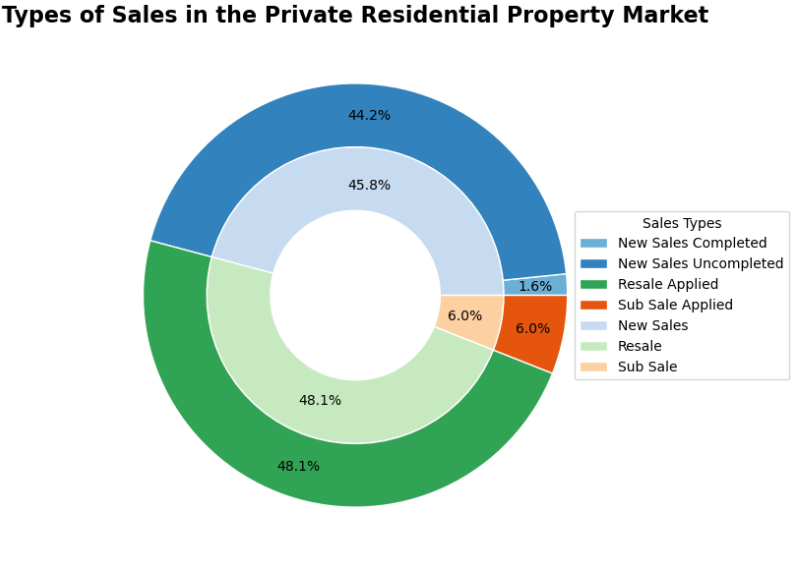 Types of Sales in the Private Residential Property Market
44.2%
45.8%
1.6%
6.0%
6.0%
48.1%
48.1%
Sales Types
New Sales Completed
New Sales Uncompleted
Resale Applied
Sub Sale Applied
New Sales
Resale
Sub Sale